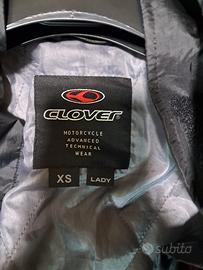 CLOVER
MOTORCYCLE
ADVANCED
TECHNICAL
WEAR
XS LADY
subito